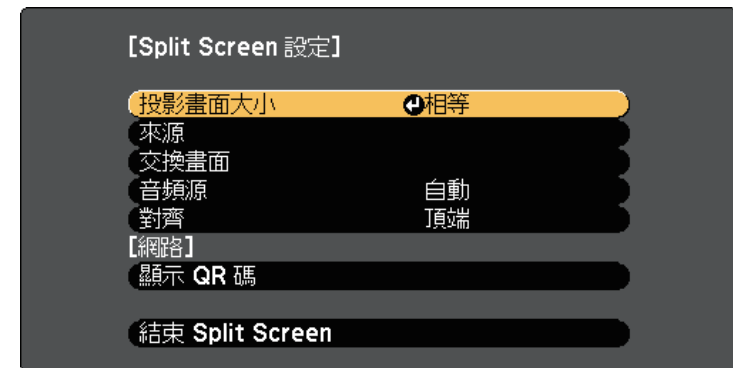 [Split Screen 設定]
投影畫面大小 相等
來源
交換畫面
音頻源 自動
對齊 頂端
[網路]
顯示 QR 碼
結束 Split Screen